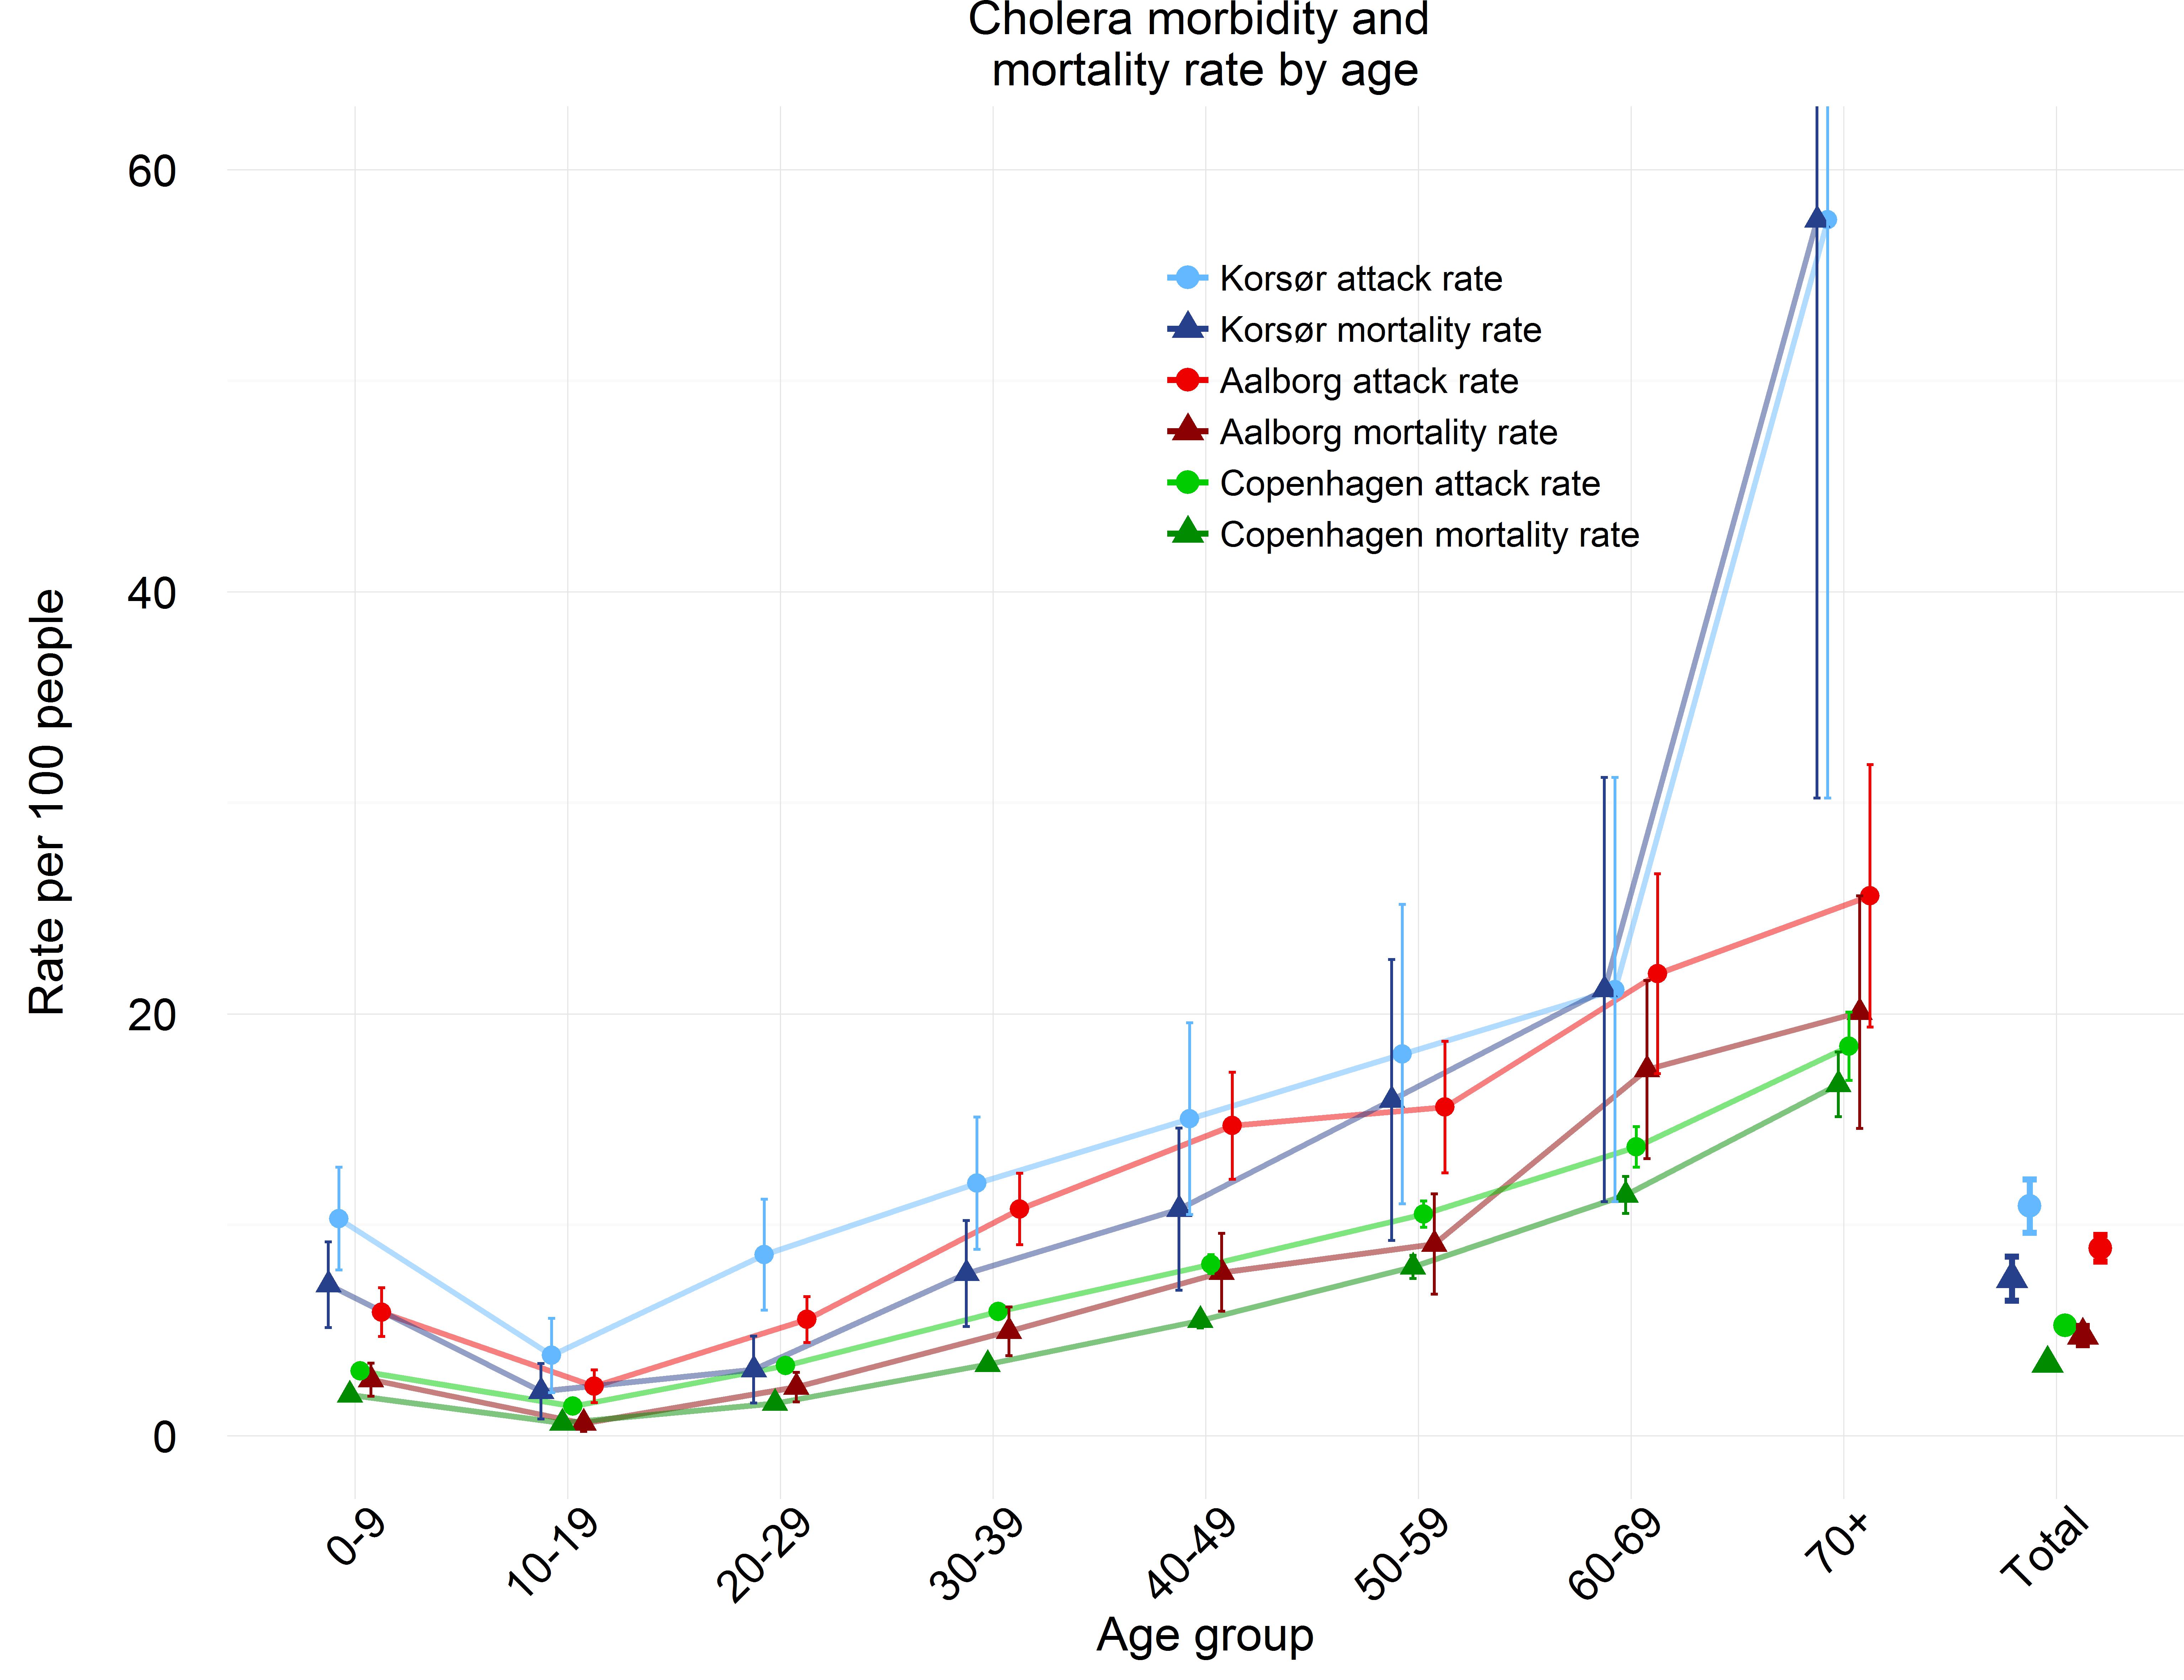 Cholera morbidity and
mortality rate by age
60
40
20
0
Rate per 100 people
Korsør attack rate
Korsør mortality rate
Aalborg attack rate
Aalborg mortality rate
Copenhagen attack rate
Copenhagen mortality rate
0-9
10-19
20-29
30-39
40-49
50-59
60-69
70+
Total
Age group